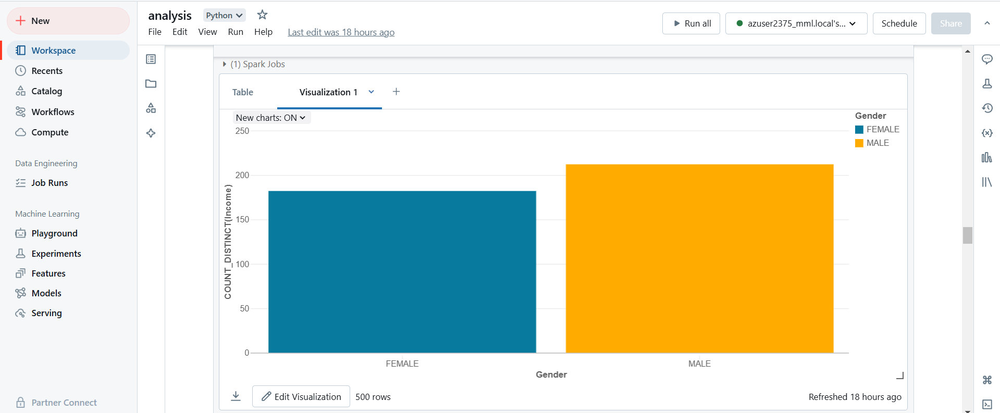 New
Workspace
Recents
Catalog
Workflows
Compute
Data Engineering
Job Runs
Machine Learning
Playground
Experiments
Features
Models
Serving
Partner Connect
analysis Python
File Edit View Run Help Last edit was 18 hours ago
Run all azuser2375_mml.local's... Schedule Share
(1) Spark Jobs
Table Visualization 1
New charts: ON
250
200
150
100
50
0
COUNT_DISTINCT(Income)
FEMALE MALE
Gender
Gender
FEMALE
MALE
Edit Visualization 500 rows Refreshed 18 hours ago